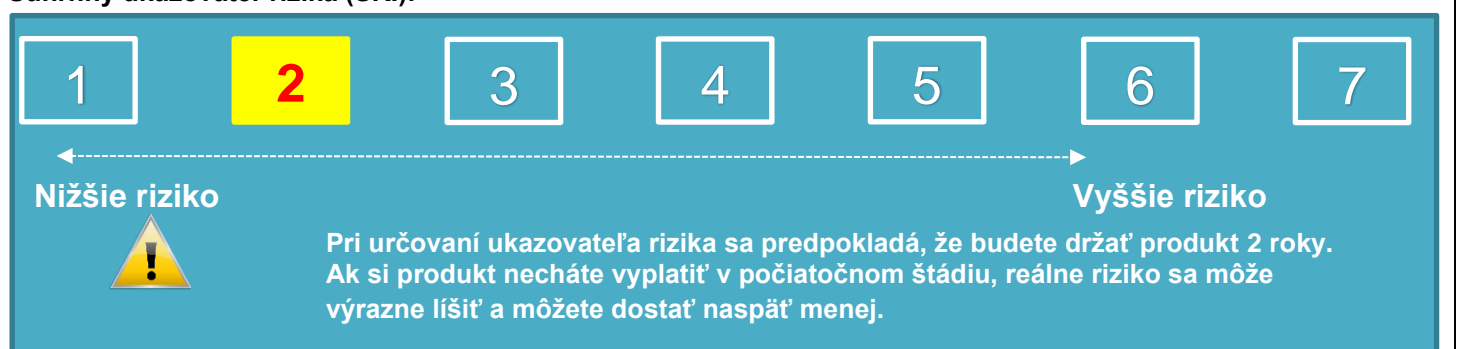 1 2 3 4 5 6 7
Nižšie riziko Vyššie riziko
Pri určovaní ukazovateľa rizika sa predpokladá, že budete držať produkt 2 roky.
Ak si produkt necháte vyplatiť v počiatočnom štádiu, reálne riziko sa môže
výrazne líšiť a môžete dostať naspäť menej.